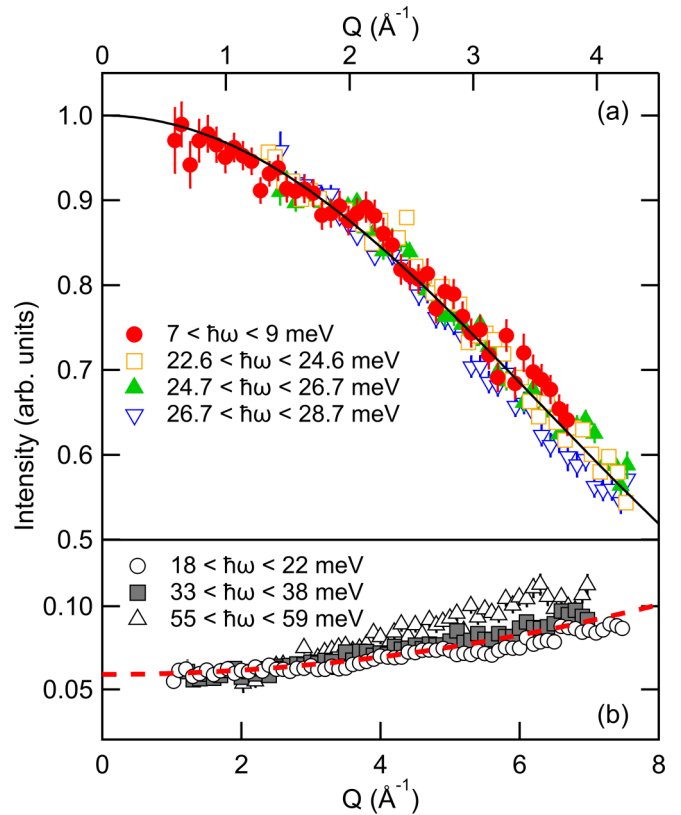 Q (Å⁻¹)
0 1 2 3 4
(a)
1.0
0.9
0.8
0.7
0.6
0.5
Intensity (arb. units)
7 < ħω < 9 meV
22.6 < ħω < 24.6 meV
24.7 < ħω < 26.7 meV
26.7 < ħω < 28.7 meV
18 < ħω < 22 meV
33 < ħω < 38 meV
55 < ħω < 59 meV
0.10
0.05
(b)
0 2 4 6 8
Q (Å⁻¹)